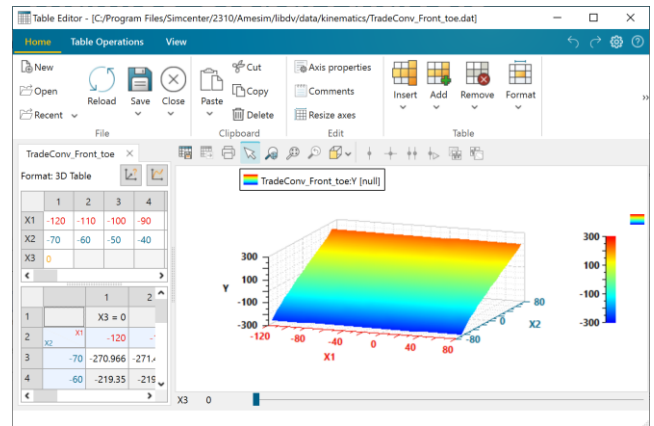 Table Editor - [C:/Program Files/Simcenter/2310/Amesim/libdv/data/kinematics/TradeConv_Front_toe.dat]
Home Table Operations View
New
Open
Recent
Reload
Save
Close
File
Paste
Cut
Copy
Delete
Clipboard
Axis properties
Comments
Resize axes
Edit
Insert
Add
Remove
Format
Table
TradeConv_Front_toe
Format: 3D Table
1 2 3 4
X1 -120 -110 -100 -90
X2 -70 -60 -50 -40
X3 0
1 2
1 X3 = 0
2 X2 X1 -120
3 -70 -270.966 -271.
4 -60 -219.35 -219
TradeConv_Front_toe:Y [null]
Y
300
100
-100
-300
-120 -80 -40 0 40 80
X1
-80 0 80
X2
300
100
-100
-300
X3 0